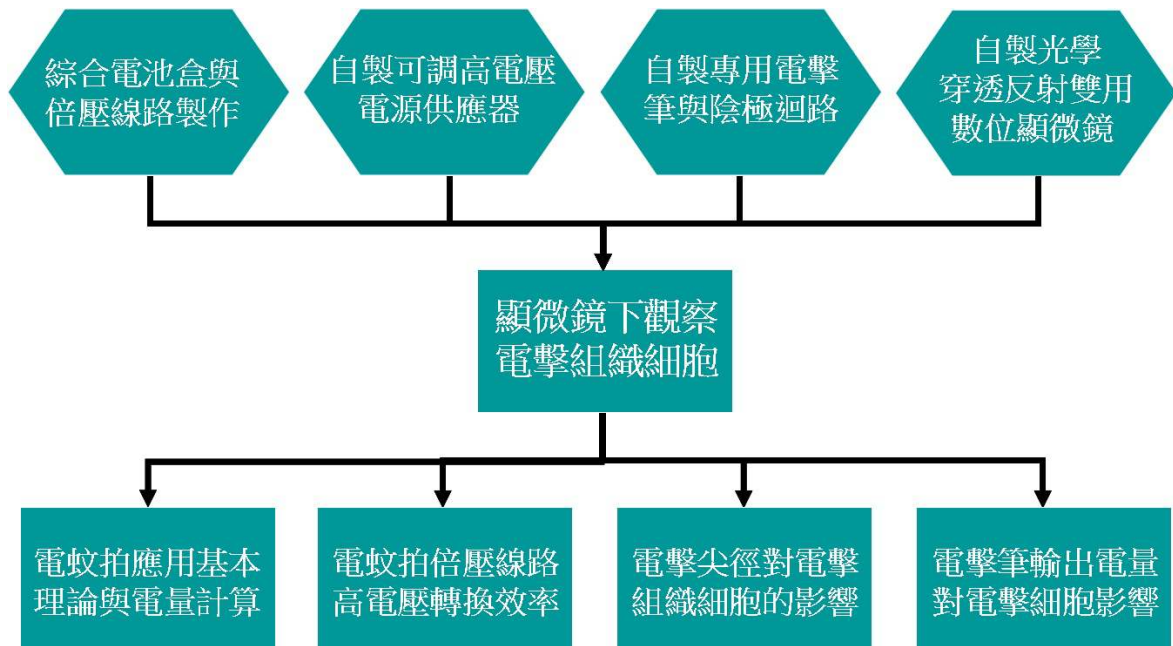 綜合電池盒與
倍壓線路製作
自製可調高電壓
電源供應器
自製專用電擊
筆與陰極迴路
自製光學
穿透反射雙用
數位顯微鏡
顯微鏡下觀察
電擊組織細胞
電蚊拍應用基本
理論與電量計算
電蚊拍倍壓線路
高電壓轉換效率
電擊尖徑對電擊
組織細胞的影響
電擊筆輸出電量
對電擊細胞影響